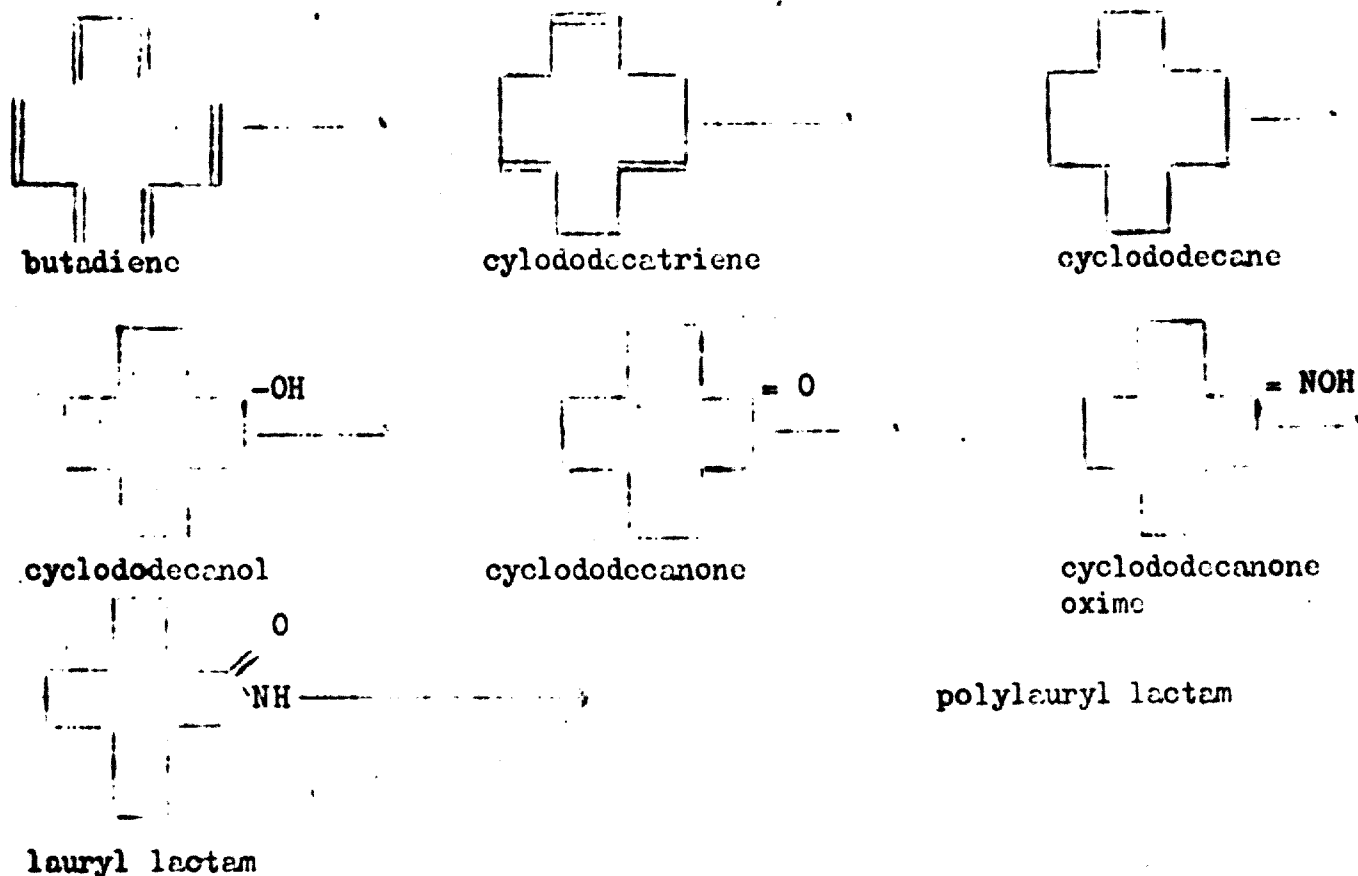 butadiene
cylododecatriene
cyclododecane
-OH
= O
= NOH
cyclododecanol
cyclododecanone
cyclododecanone
oxime
O
NH
polylauryl lactam
lauryl lactam